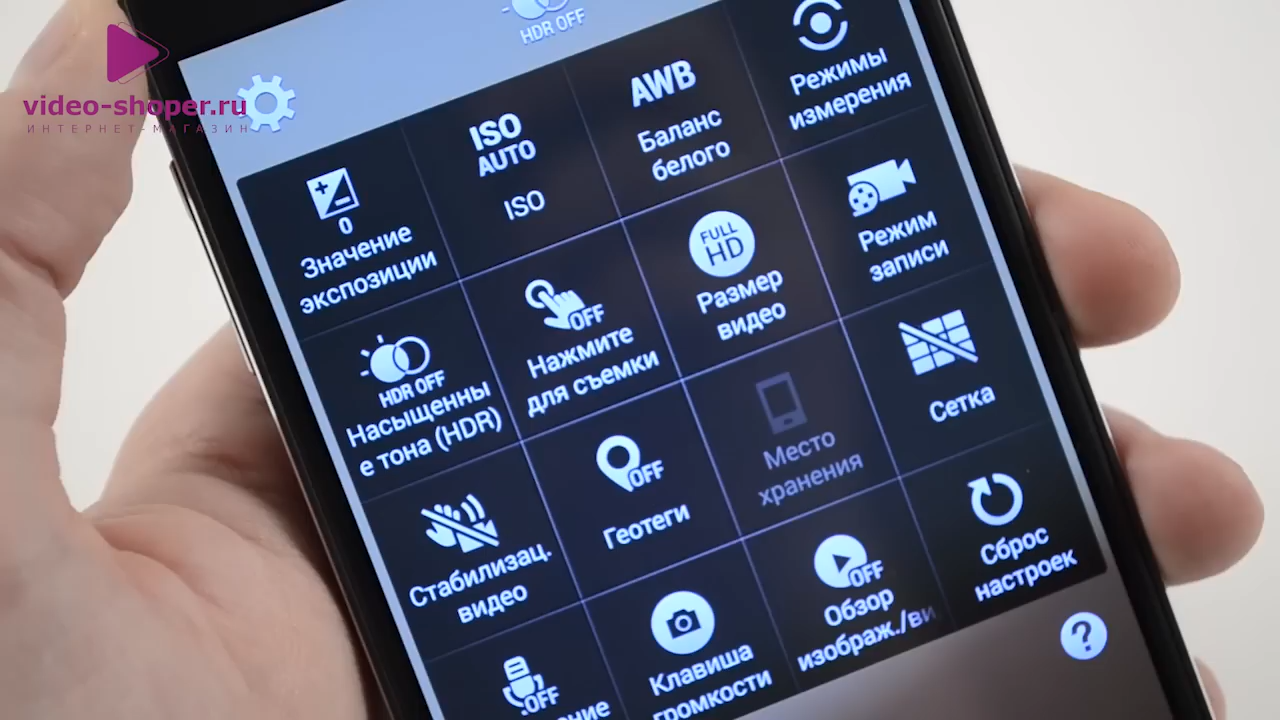 video-shoper.ru
ИНТЕРНЕТ-МАГАЗИН
HDR OFF
0
Значение
экспозиции
ISO
AUTO
ISO
AWB
Баланс
белого
Режимы
измерения
HDR OFF
Насыщенны
е тона (HDR)
OFF
Нажмите
для съемки
FULL
HD
Размер
видео
Режим
записи
Стабилизац.
видео
OFF
Геотеги
Место
хранения
Сетка
OFF
Клавиша
громкости
OFF
Обзор
изображ./ви
Сброс
настроек
?